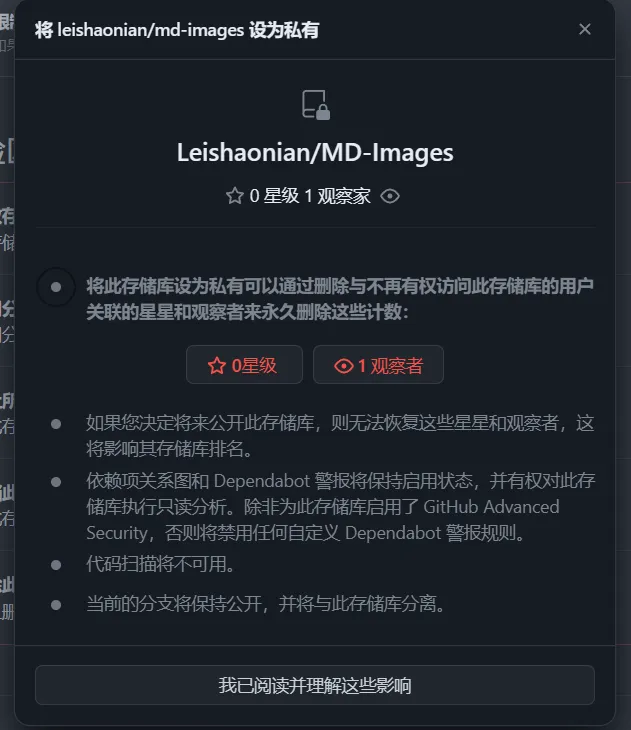 将 leishaonian/md-images 设为私有
Leishaonian/MD-Images
0 星级 1 观察家
将此存储库设为私有可以通过删除与不再有权访问此存储库的用户
关联的星星和观察者来永久删除这些计数：
0星级
1 观察者
如果您决定将来公开此存储库，则无法恢复这些星星和观察者，这
将影响其存储库排名。
依赖项关系图和 Dependabot 警报将保持启用状态，并有权对此存
储库执行只读分析。除非为此存储库启用了 GitHub Advanced
Security，否则将禁用任何自定义 Dependabot 警报规则。
代码扫描将不可用。
当前的分支将保持公开，并将与此存储库分离。
我已阅读并理解这些影响